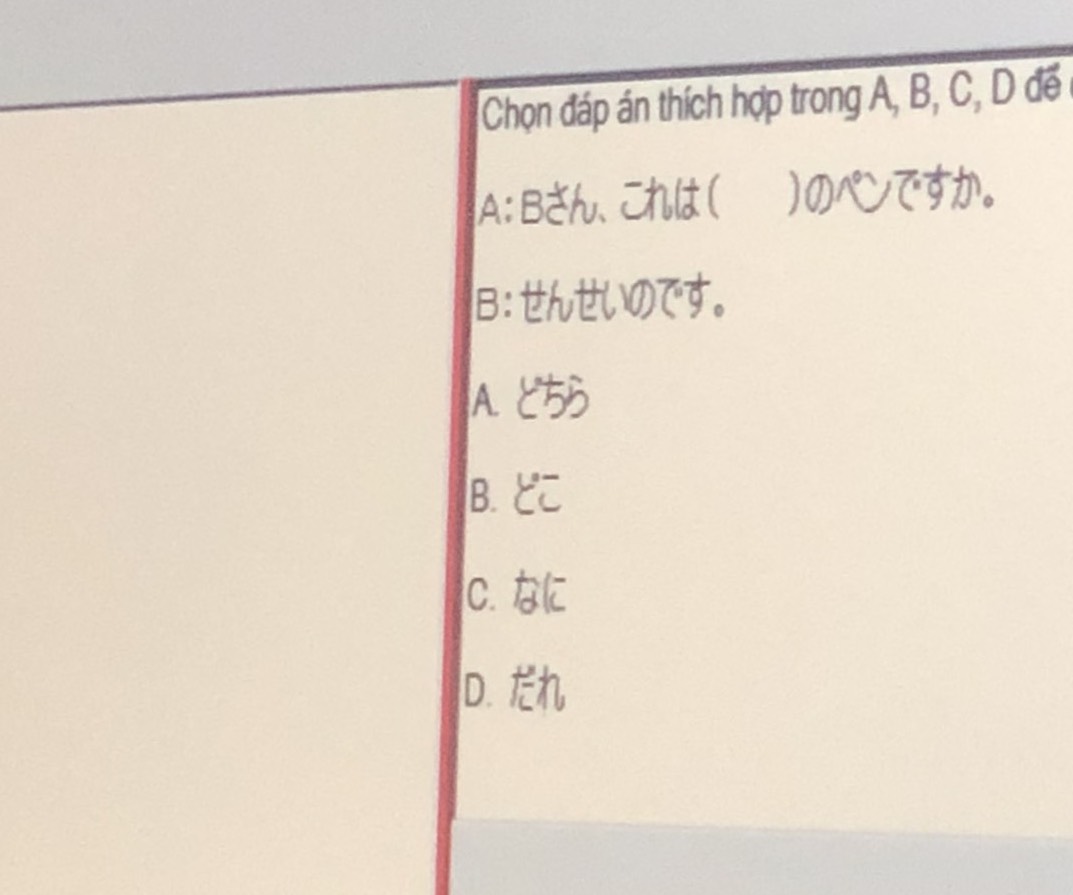 Chọn đáp án thích hợp trong A, B, C, D để
A: Bさん、これは(　　)のペンですか。
B: せんせいのです。
A. どちら
B. どこ
C. なに
D. だれ